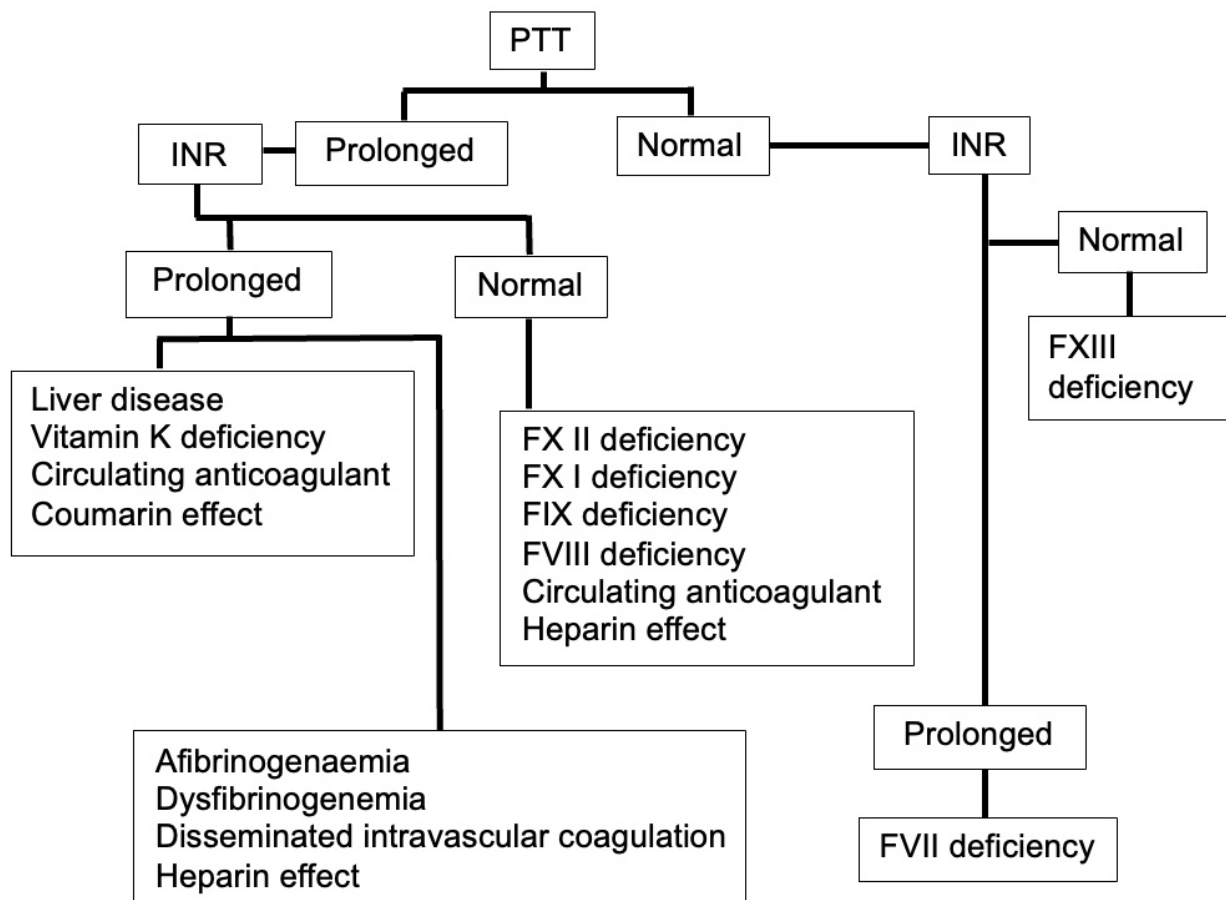 PTT
INR
Prolonged
Normal
INR
Normal
Prolonged
Normal
FXIII
deficiency
Liver disease
Vitamin K deficiency
Circulating anticoagulant
Coumarin effect
FX II deficiency
FX I deficiency
FIX deficiency
FVIII deficiency
Circulating anticoagulant
Heparin effect
Prolonged
Afibrinogenaemia
Dysfibrinogenemia
Disseminated intravascular coagulation
Heparin effect
FVII deficiency